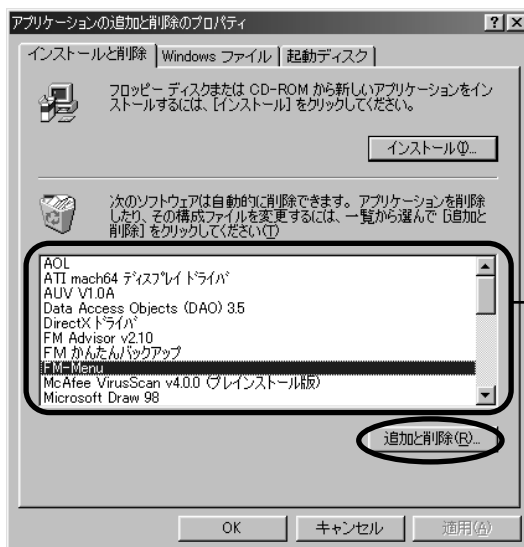 アプリケーションの追加と削除のプロパティ
インストールと削除 Windows ファイル 起動ディスク
フロッピー ディスクまたは CD-ROM から新しいアプリケーションをイン
ストールするには、[インストール] をクリックしてください。
インストール(I)...
次のソフトウェアは自動的に削除できます。アプリケーションを削除
したり、その構成ファイルを変更するには、一覧から選んで [追加と
削除] をクリックしてください(T)
AOL
ATI mach64 ディスプレイ ドライバ
AUV V1.0A
Data Access Objects (DAO) 3.5
DirectX ドライバ
FM Advisor v2.10
FM かんたんバックアップ
FM-Menu
McAfee VirusScan v4.0.0 (プレインストール版)
Microsoft Draw 98
追加と削除(R)...
OK キャンセル 適用(A)